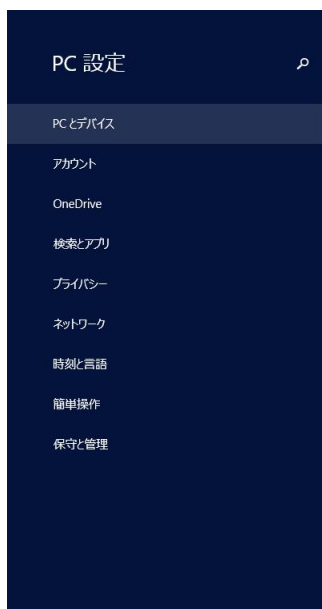 PC 設定
PC とデバイス
アカウント
OneDrive
検索とアプリ
プライバシー
ネットワーク
時刻と言語
簡単操作
保守と管理